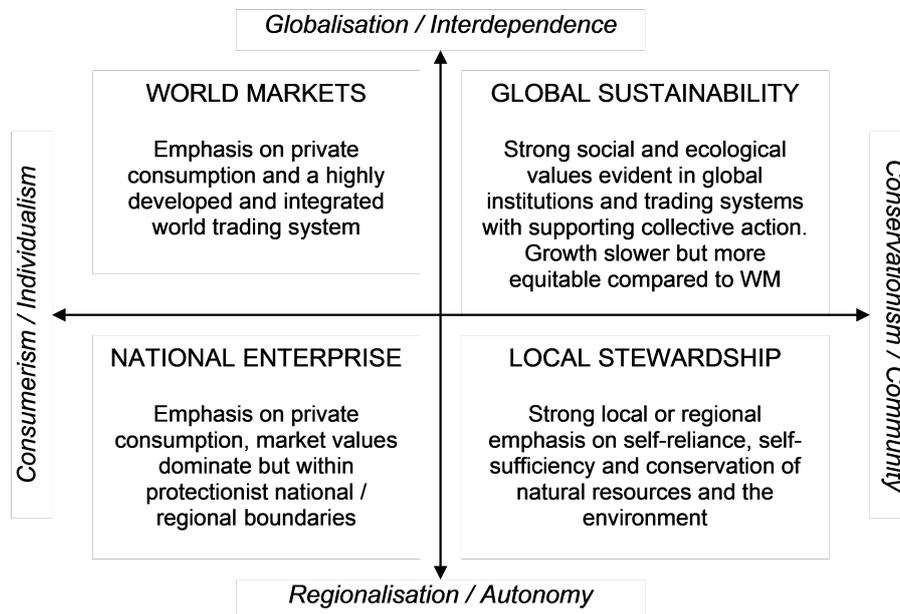 Globalisation / Interdependence
WORLD MARKETS
Emphasis on private
consumption and a highly
developed and integrated
world trading system
GLOBAL SUSTAINABILITY
Strong social and ecological
values evident in global
institutions and trading systems
with supporting collective action.
Growth slower but more
equitable compared to WM
Consumerism / Individualism
Conservationism / Community
NATIONAL ENTERPRISE
Emphasis on private
consumption, market values
dominate but within
protectionist national /
regional boundaries
LOCAL STEWARDSHIP
Strong local or regional
emphasis on self-reliance, self-
sufficiency and conservation of
natural resources and the
environment
Regionalisation / Autonomy